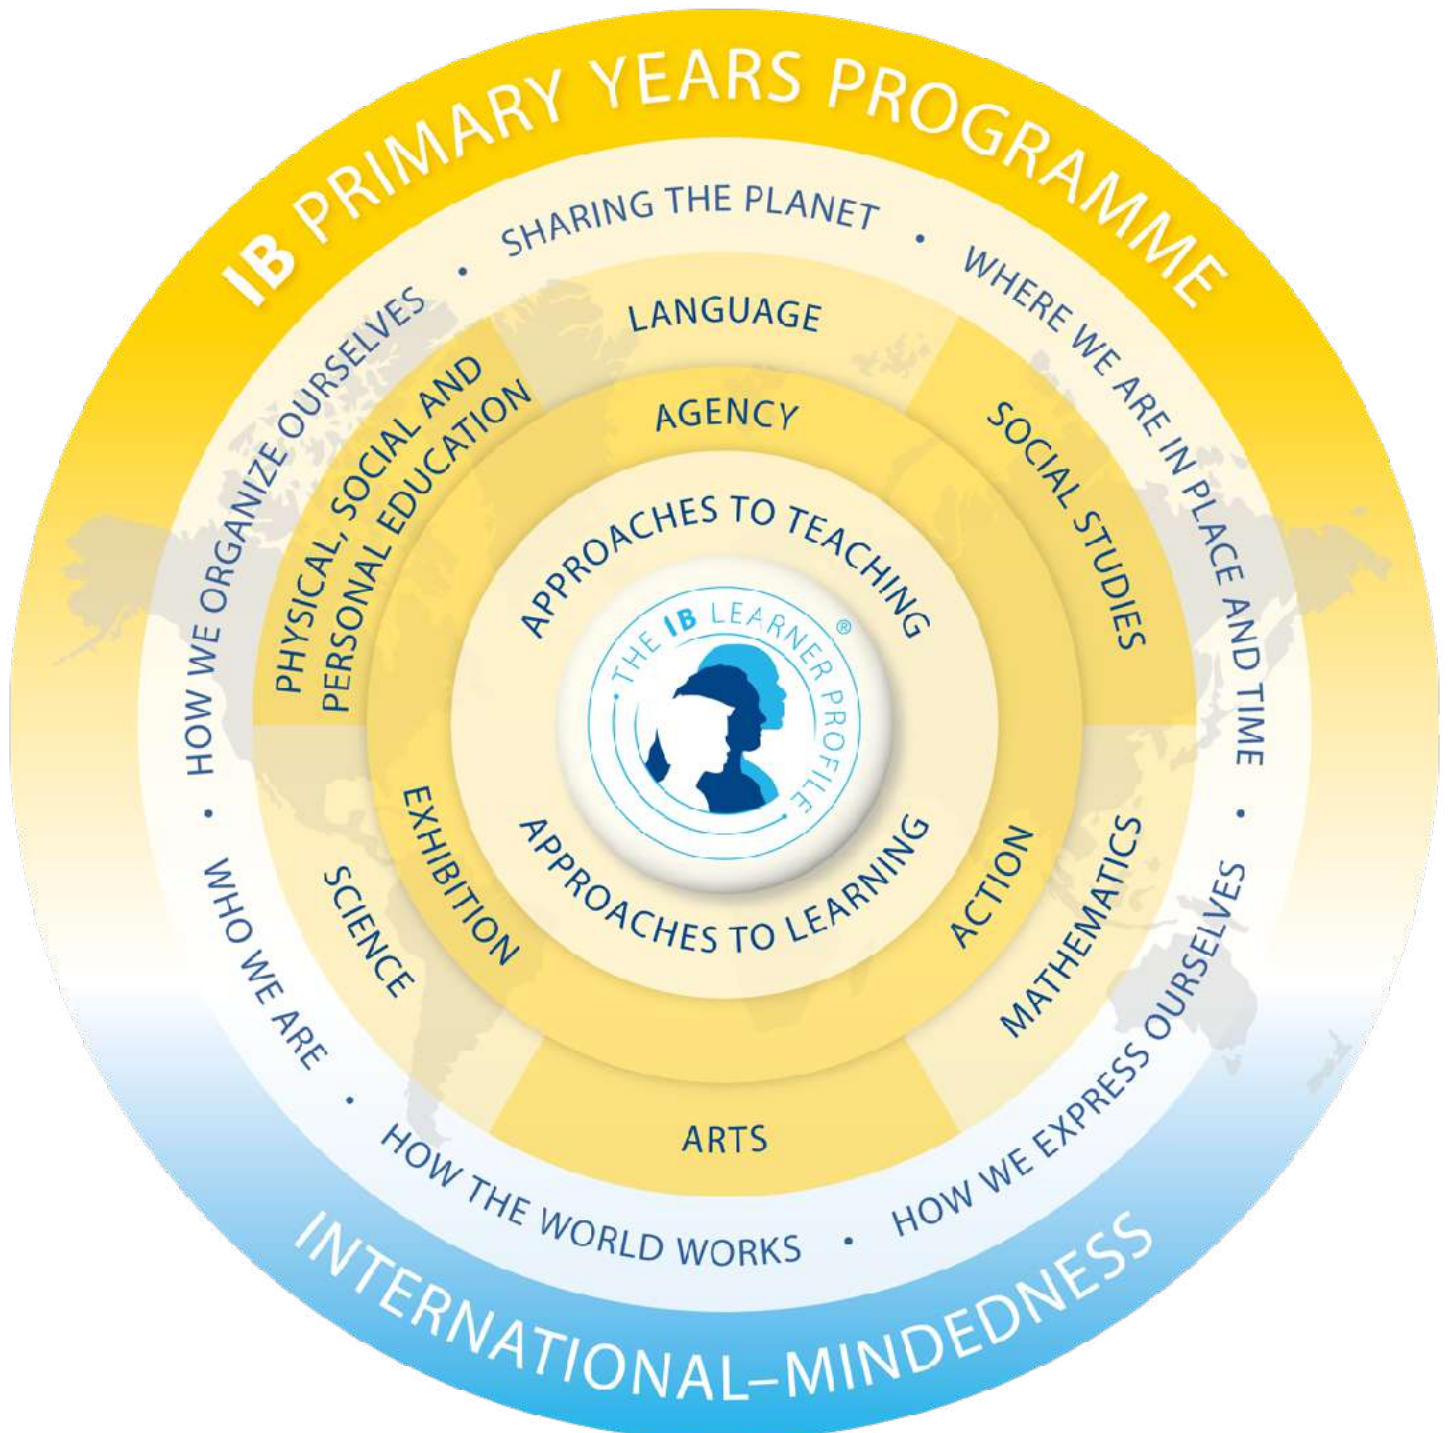 IB PRIMARY YEARS PROGRAMME
SHARING THE PLANET
•
WHERE WE ARE IN PLACE AND TIME
•
HOW WE EXPRESS OURSELVES
•
HOW THE WORLD WORKS
•
WHO WE ARE
•
HOW WE ORGANIZE OURSELVES
•
LANGUAGE
SOCIAL STUDIES
MATHEMATICS
ARTS
SCIENCE
PHYSICAL, SOCIAL AND
PERSONAL EDUCATION
AGENCY
ACTION
EXHIBITION
APPROACHES TO TEACHING
APPROACHES TO LEARNING
• THE IB LEARNER PROFILE •
®
INTERNATIONAL–MINDEDNESS